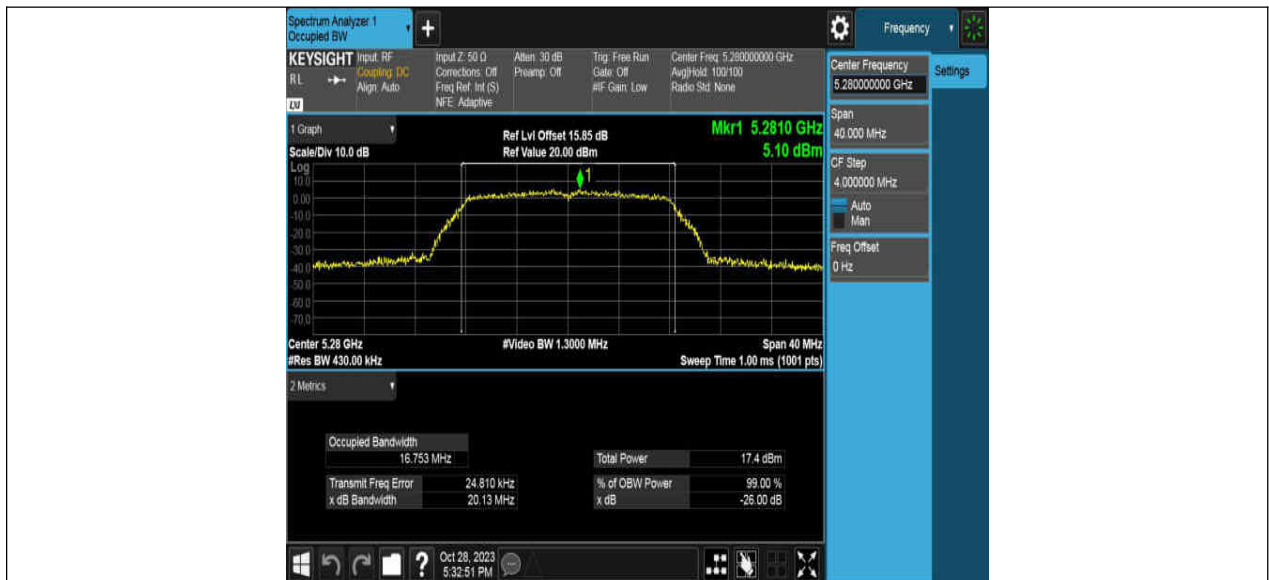 Spectrum Analyzer 1
Occupied BW
+
Frequency
KEYSIGHT
RL
LXI
Input: RF
Coupling: DC
Align: Auto
Input Z: 50 Ω
Corrections: Off
Freq Ref: Int (S)
NFE: Adaptive
Atten: 30 dB
Preamp: Off
Trig: Free Run
Gate: Off
#IF Gain: Low
Center Freq: 5.280000000 GHz
Avg|Hold: 100/100
Radio Std: None
Center Frequency
5.280000000 GHz
Settings
Span
40.000 MHz
CF Step
4.000000 MHz
Auto
Man
Freq Offset
0 Hz
1 Graph
Scale/Div 10.0 dB
Ref Lvl Offset 15.85 dB
Ref Value 20.00 dBm
Mkr1 5.2810 GHz
5.10 dBm
Log
10.0
0.00
-10.0
-20.0
-30.0
-40.0
-50.0
-60.0
-70.0
1
Center 5.28 GHz
#Res BW 430.00 kHz
#Video BW 1.3000 MHz
Span 40 MHz
Sweep Time 1.00 ms (1001 pts)
2 Metrics
Occupied Bandwidth
16.753 MHz
Total Power 17.4 dBm
Transmit Freq Error 24.810 kHz
% of OBW Power 99.00 %
x dB Bandwidth 20.13 MHz
x dB -26.00 dB
?
Oct 28, 2023
5:32:51 PM